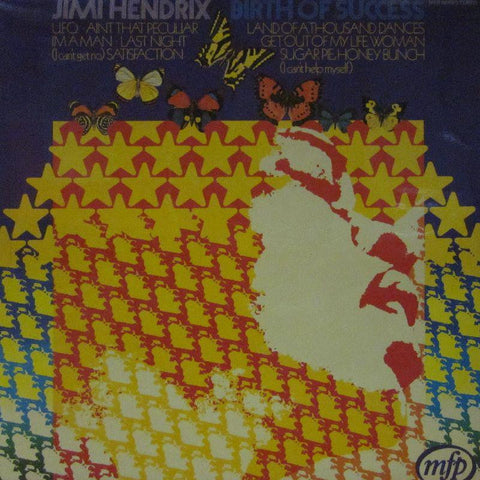 JIMI HENDRIX BIRTH OF SUCCESS
U.F.O. · AIN'T THAT PECULIAR
I'M A MAN · LAST NIGHT
(I can't get no) SATISFACTION
LAND OF A THOUSAND DANCES
GET OUT OF MY LIFE, WOMAN
SUGAR PIE, HONEY BUNCH
(I can't help myself)
mfp